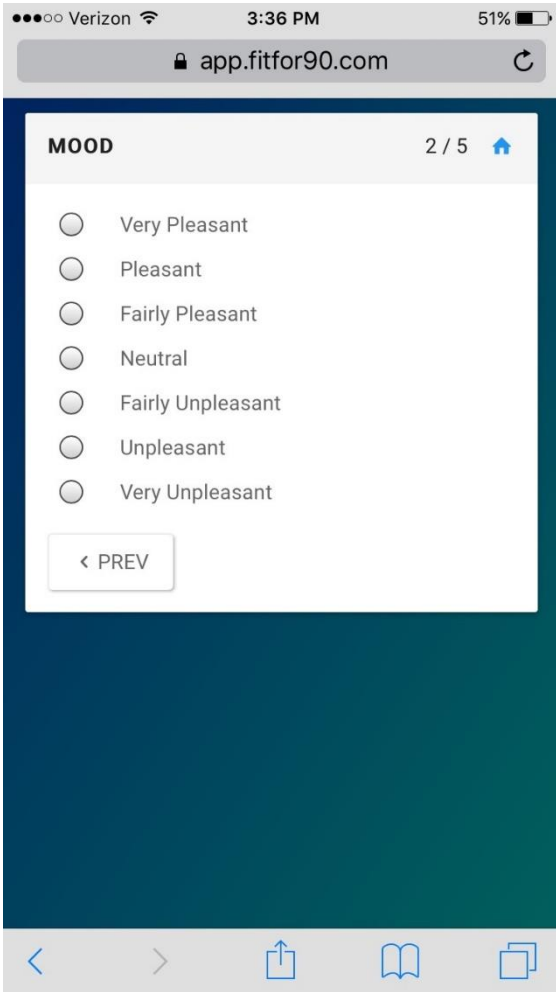 Verizon 3:36 PM 51%
app.fitfor90.com
MOOD 2 / 5
Very Pleasant
Pleasant
Fairly Pleasant
Neutral
Fairly Unpleasant
Unpleasant
Very Unpleasant
< PREV